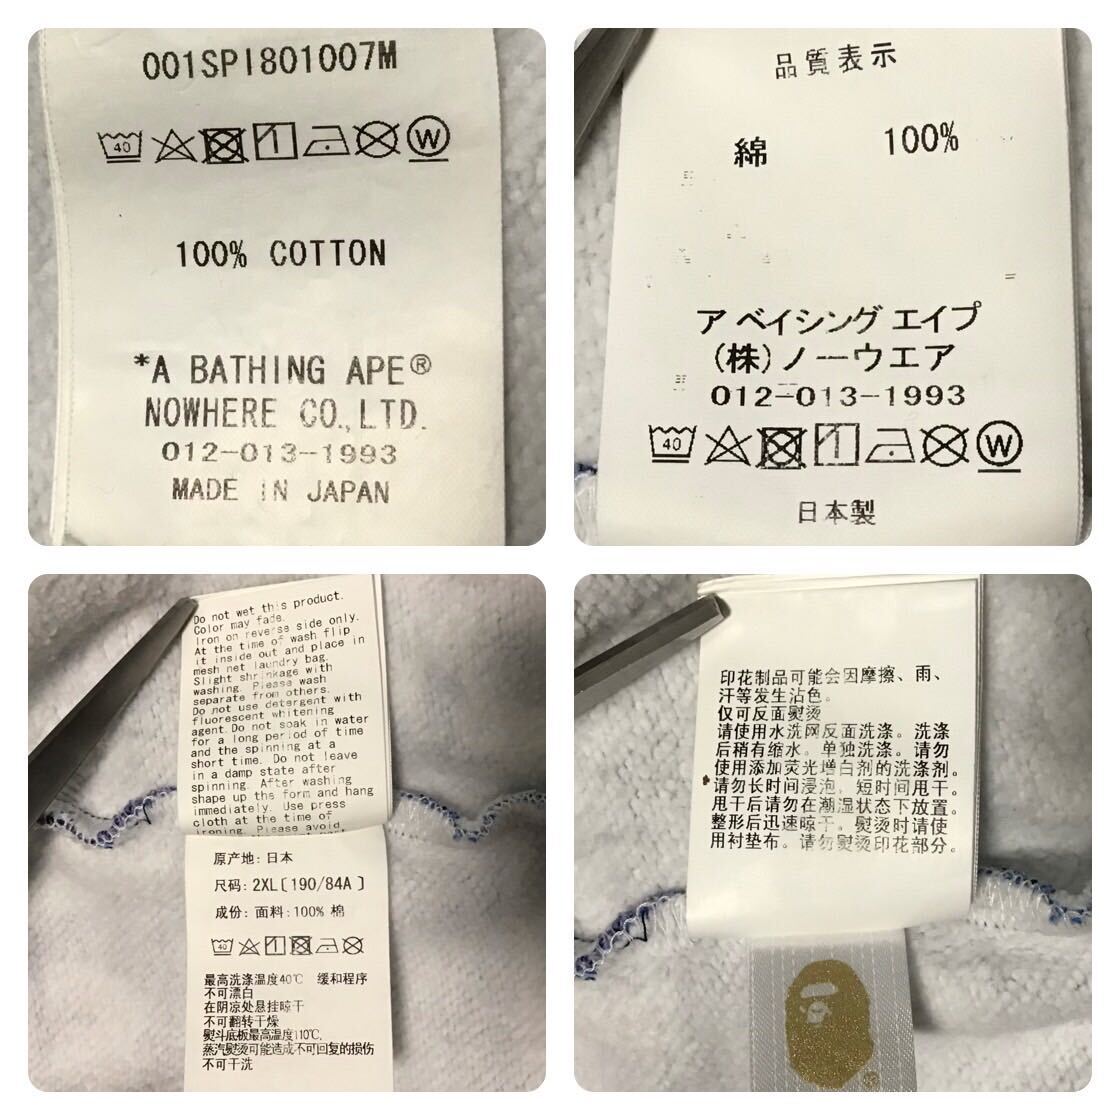 001SPI801007M
40
W
100% COTTON
*A BATHING APE®
NOWHERE CO.,LTD.
012-013-1993
MADE IN JAPAN
品質表示
綿 100%
ア ベイシング エイプ
(株)ノーウエア
012-013-1993
40
W
日本製
Do not wet this product.
Color may fade.
Iron on reverse side only.
At the time of wash flip
it inside out and place in
mesh net laundry bag.
Slight shrinkage with
washing. Please wash
separate from others.
Do not use detergent with
fluorescent whitening
agent.Do not soak in water
for a long period of time
and the spinning at a
short time. Do not leave
in a damp state after
spinning. After washing
shape up the form and hang
immediately. Use press
cloth at the time of
ironing. Please avoid
原产地: 日本
尺码: 2XL[190/84A]
成份: 面料:100% 棉
40
最高洗涤温度40℃ 缓和程序
不可漂白
在阴凉处悬挂晾干
不可翻转干燥
熨斗底板最高温度110℃,
蒸汽熨烫可能造成不可回复的损伤
不可干洗
印花制品可能会因摩擦、雨、
汗等发生沾色。
仅可反面熨烫
请使用水洗网反面洗涤。洗涤
后稍有缩水。单独洗涤。请勿
使用添加荧光增白剂的洗涤剂。
请勿长时间浸泡，短时间甩干。
甩干后请勿在潮湿状态下放置。
整形后迅速晾干。熨烫时请使
用衬垫布。请勿熨烫印花部分。
®